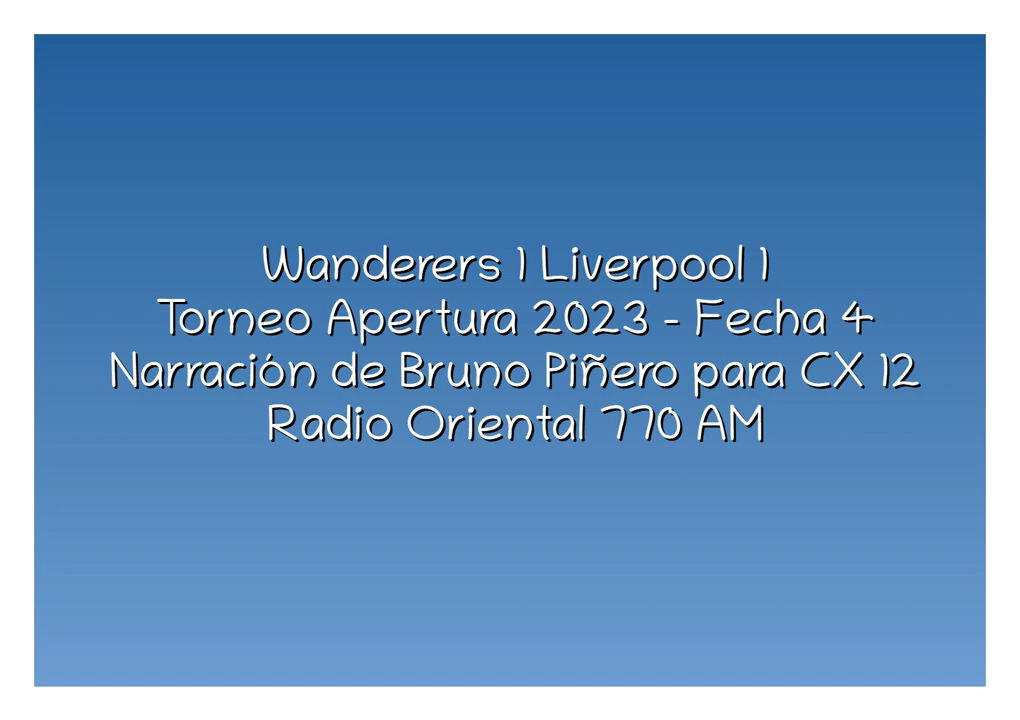 Wanderers 1 Liverpool 1
Torneo Apertura 2023 - Fecha 4
Narración de Bruno Piñero para CX 12
Radio Oriental 770 AM